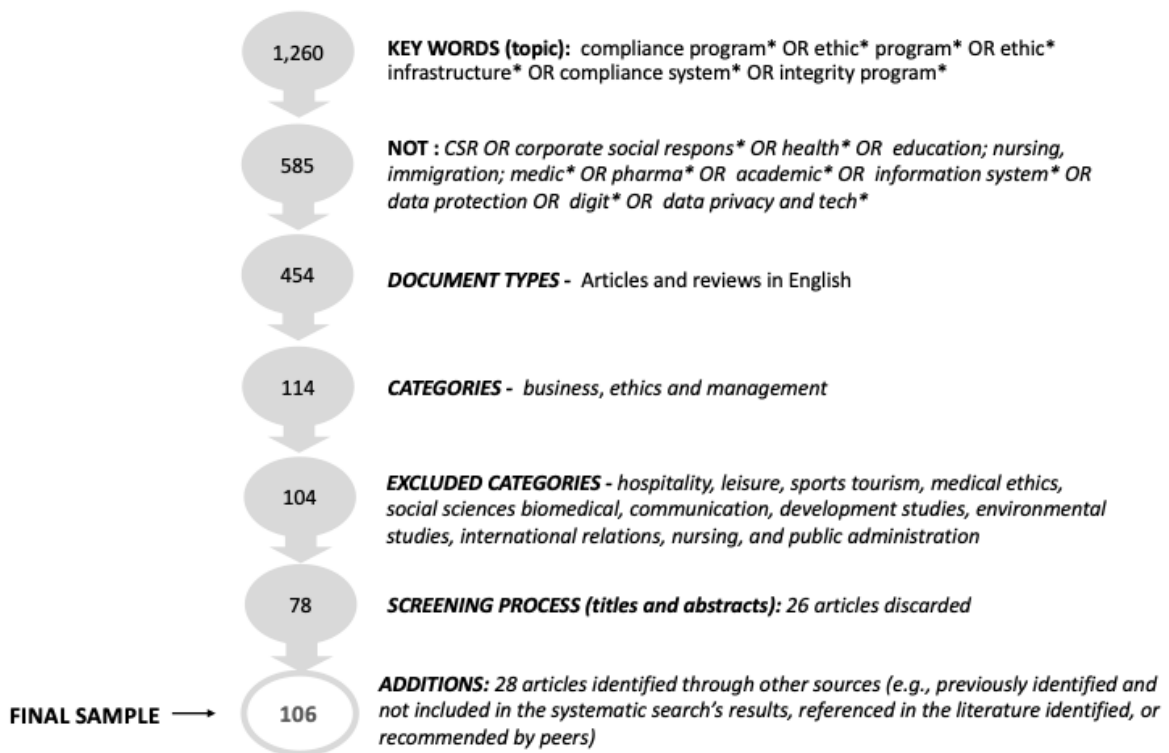 1,260
KEY WORDS (topic): compliance program* OR ethic* program* OR ethic*
infrastructure* OR compliance system* OR integrity program*
585
NOT : CSR OR corporate social respons* OR health* OR education; nursing,
immigration; medic* OR pharma* OR academic* OR information system* OR
data protection OR digit* OR data privacy and tech*
454
DOCUMENT TYPES - Articles and reviews in English
114
CATEGORIES - business, ethics and management
104
EXCLUDED CATEGORIES - hospitality, leisure, sports tourism, medical ethics,
social sciences biomedical, communication, development studies, environmental
studies, international relations, nursing, and public administration
78
SCREENING PROCESS (titles and abstracts): 26 articles discarded
FINAL SAMPLE → 106
ADDITIONS: 28 articles identified through other sources (e.g., previously identified and
not included in the systematic search's results, referenced in the literature identified, or
recommended by peers)